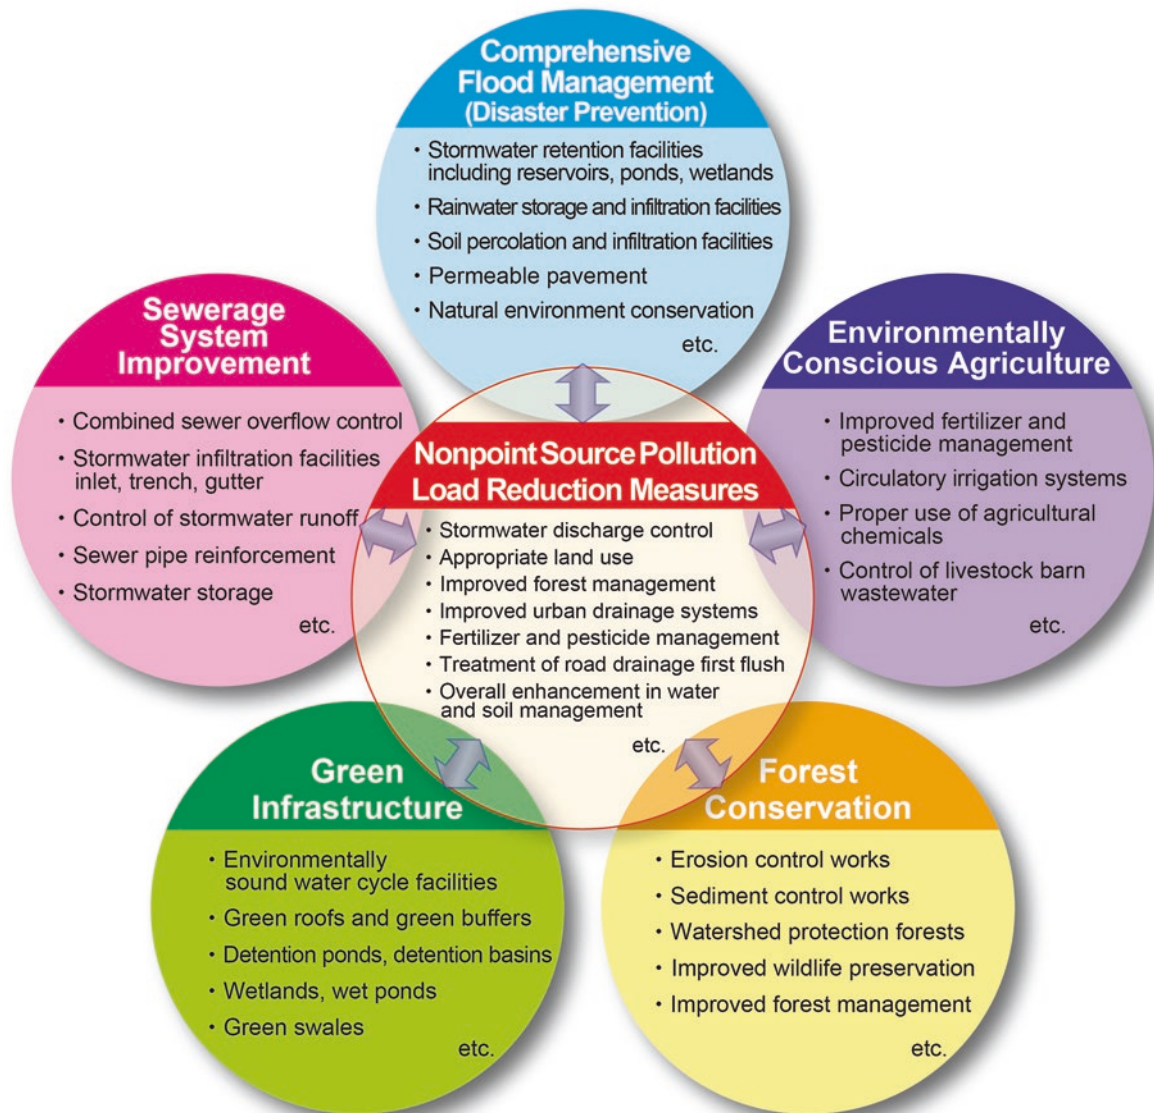 Comprehensive
Flood Management
(Disaster Prevention)
・Stormwater retention facilities
including reservoirs, ponds, wetlands
・Rainwater storage and infiltration facilities
・Soil percolation and infiltration facilities
・Permeable pavement
・Natural environment conservation
etc.
Sewerage
System
Improvement
・Combined sewer overflow control
・Stormwater infiltration facilities
inlet, trench, gutter
・Control of stormwater runoff
・Sewer pipe reinforcement
・Stormwater storage
etc.
Environmentally
Conscious Agriculture
・Improved fertilizer and
pesticide management
・Circulatory irrigation systems
・Proper use of agricultural
chemicals
・Control of livestock barn
wastewater
etc.
Nonpoint Source Pollution
Load Reduction Measures
・Stormwater discharge control
・Appropriate land use
・Improved forest management
・Improved urban drainage systems
・Fertilizer and pesticide management
・Treatment of road drainage first flush
・Overall enhancement in water
and soil management
etc.
Green
Infrastructure
・Environmentally
sound water cycle facilities
・Green roofs and green buffers
・Detention ponds, detention basins
・Wetlands, wet ponds
・Green swales
etc.
Forest
Conservation
・Erosion control works
・Sediment control works
・Watershed protection forests
・Improved wildlife preservation
・Improved forest management
etc.